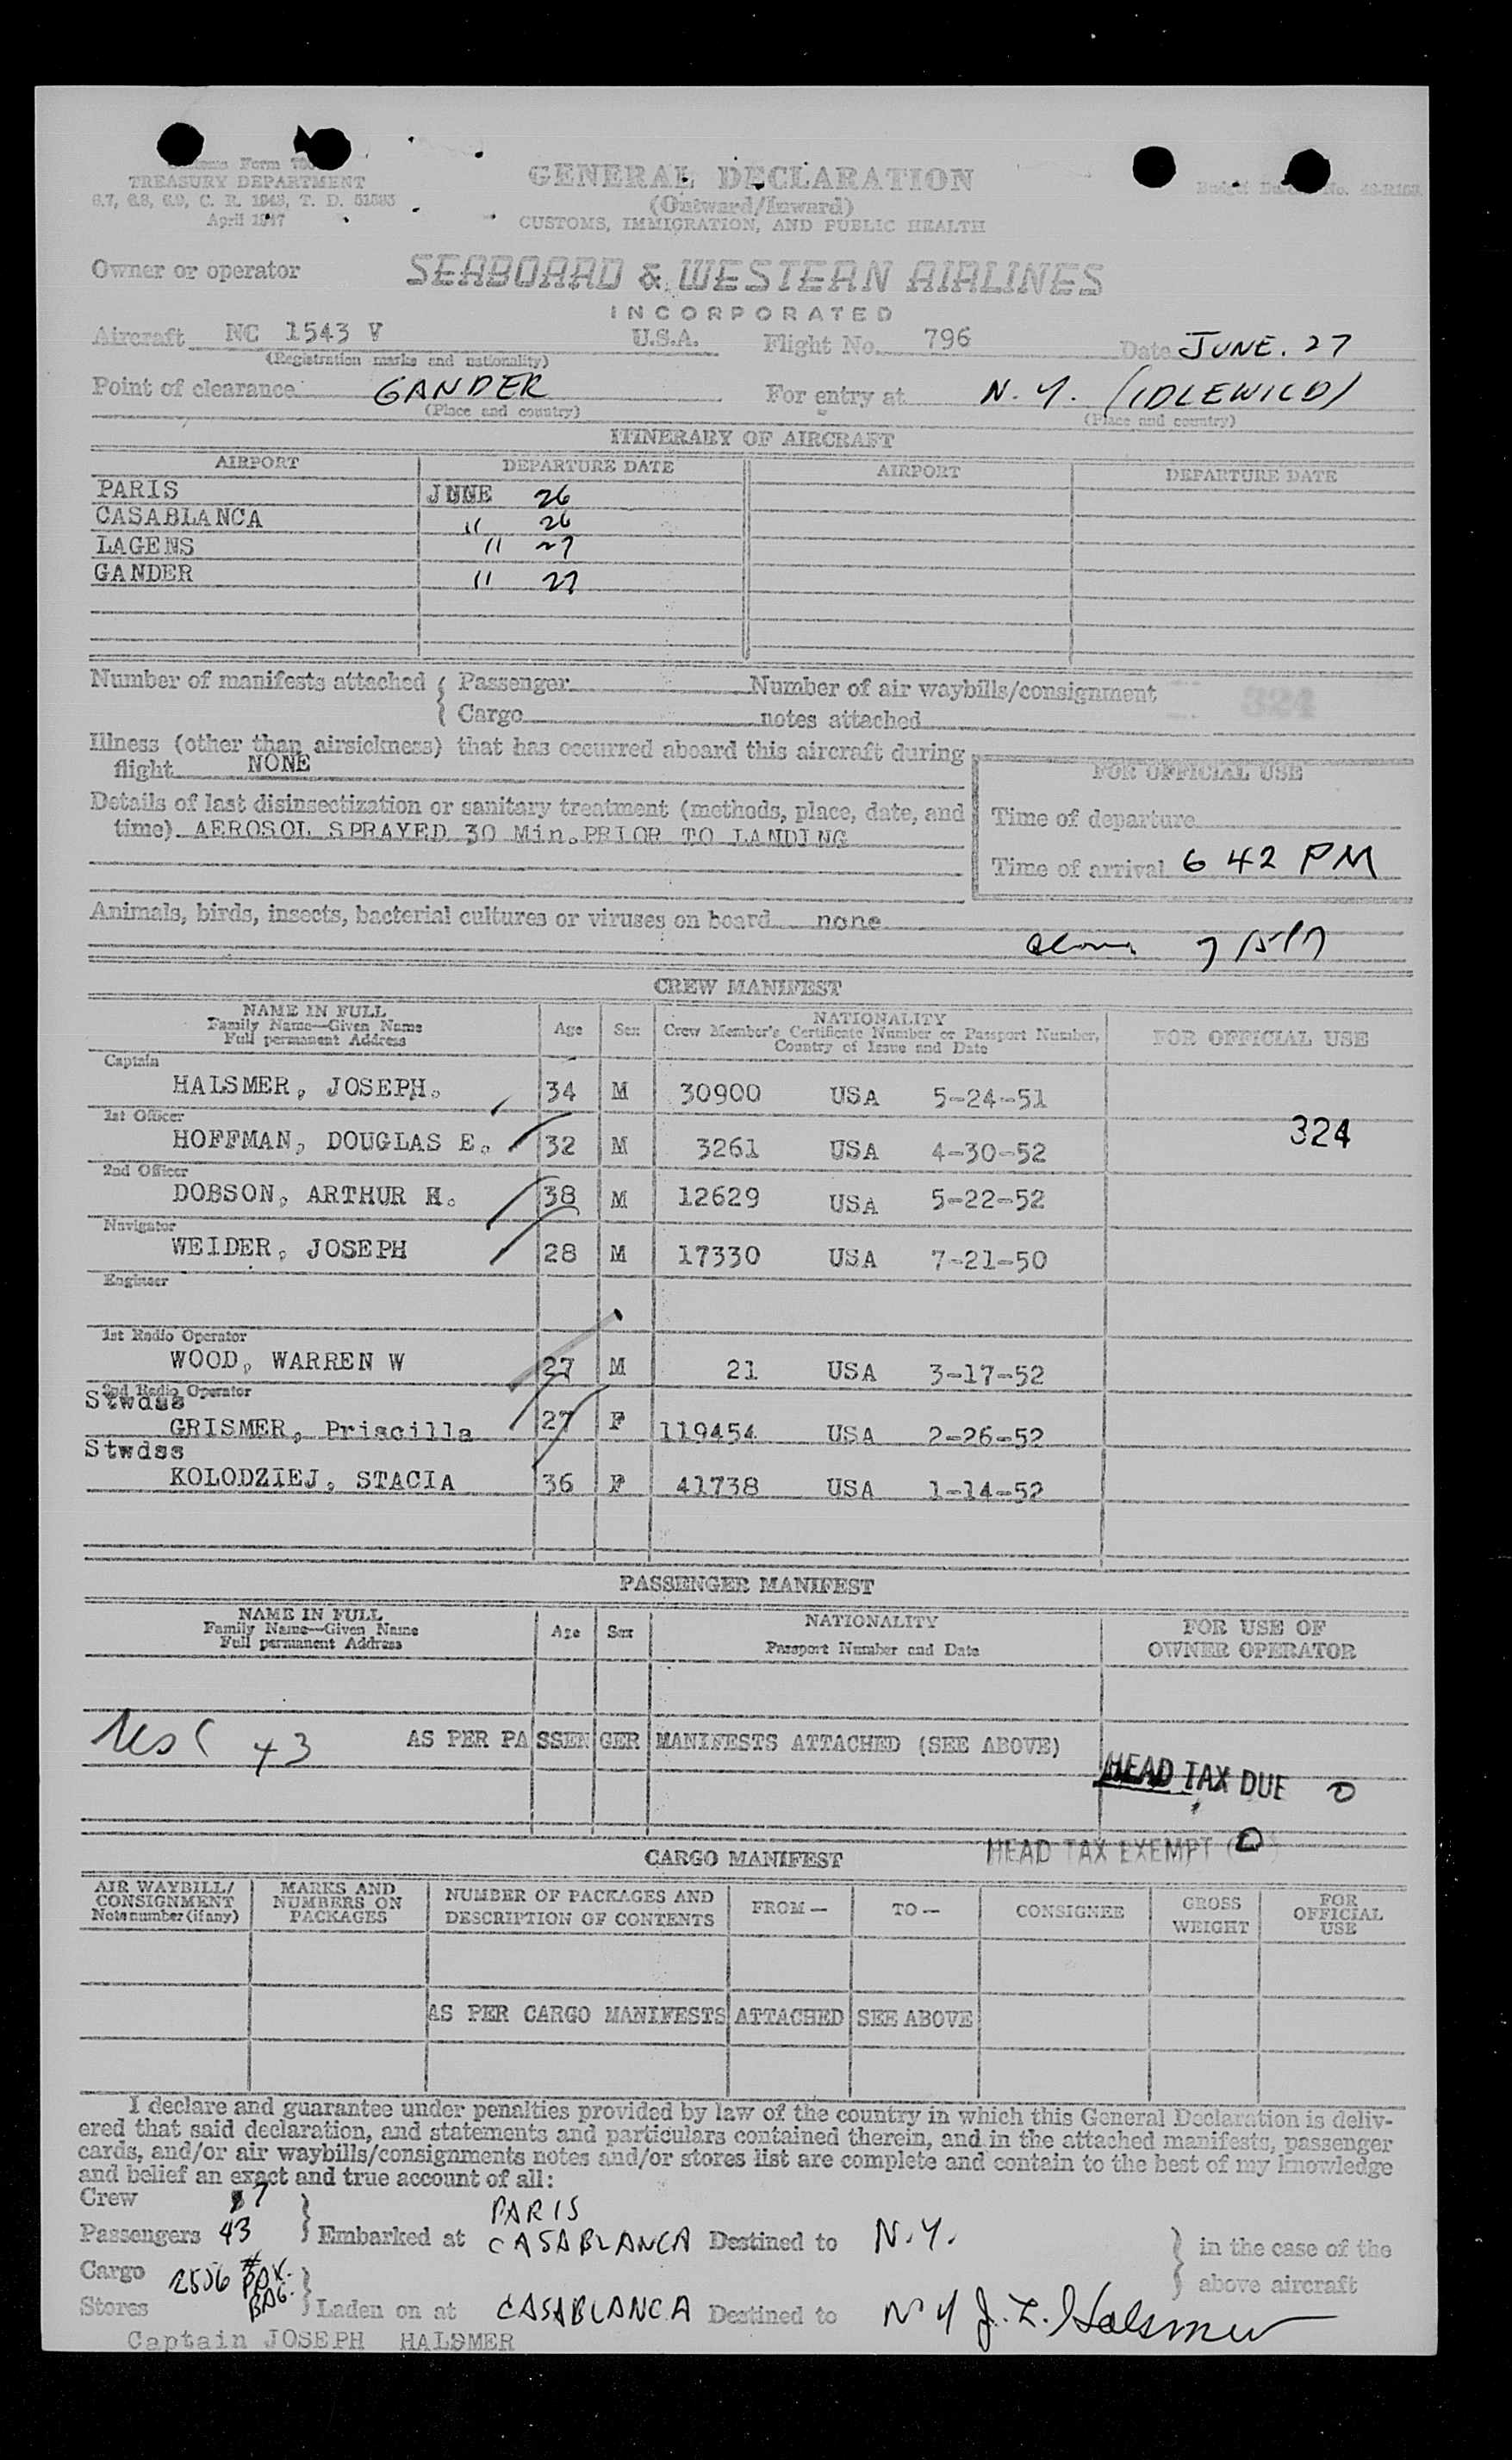 Customs Form
TREASURY DEPARTMENT
6.7, 6.8, 6.9, C. R. 1943, T. D. 51583
April 1947
GENERAL DECLARATION
(Outward/Inward)
CUSTOMS, IMMIGRATION, AND PUBLIC HEALTH
Owner or operator SEABOARD & WESTERN AIRLINES
INCORPORATED
Aircraft NC 1543 V U.S.A. Flight No. 796 Date JUNE. 27
(Registration marks and nationality)
Point of clearance GANDER For entry at N.Y. (IDLEWILD)
(Place and country) (Place and country)
ITINERARY OF AIRCRAFT
AIRPORT DEPARTURE DATE AIRPORT DEPARTURE DATE
PARIS JUNE 26
CASABLANCA " 26
LAGENS " 27
GANDER " 27
Number of manifests attached { Passenger Number of air waybills/consignment 324
{ Cargo notes attached
Illness (other than airsickness) that has occurred aboard this aircraft during
flight NONE
FOR OFFICIAL USE
Details of last disinsectization or sanitary treatment (methods, place, date, and
time). AEROSOL SPRAYED 30 Min. PRIOR TO LANDING
Time of departure
Time of arrival 6 42 PM
Animals, birds, insects, bacterial cultures or viruses on board none
CREW MANIFEST
NAME IN FULL
Family Name—Given Name
Full permanent Address
Age Sex NATIONALITY
Crew Member's Certificate Number or Passport Number,
Country of Issue and Date
FOR OFFICIAL USE
Captain
HALSMER, JOSEPH. 34 M 30900 USA 5-24-51
1st Officer
HOFFMAN, DOUGLAS E. 32 M 3261 USA 4-30-52 324
2nd Officer
DOBSON, ARTHUR H. 38 M 12629 USA 5-22-52
Navigator
WEIDER, JOSEPH 28 M 17330 USA 7-21-50
Engineer
1st Radio Operator
WOOD, WARREN W 27 M 21 USA 3-17-52
2nd Radio Operator
Stwdss
GRISMER, Priscilla 27 F 119454 USA 2-26-52
Stwdss
KOLODZIEJ, STACIA 36 F 41738 USA 1-14-52
PASSENGER MANIFEST
NAME IN FULL
Family Name—Given Name
Full permanent Address
Age Sex NATIONALITY
Passport Number and Date
FOR USE OF
OWNER OPERATOR
43 AS PER PASSENGER MANIFESTS ATTACHED (SEE ABOVE)
HEAD TAX DUE 0
HEAD TAX EXEMPT (0)
CARGO MANIFEST
AIR WAYBILL/
CONSIGNMENT
Note number (if any)
MARKS AND
NUMBERS ON
PACKAGES
NUMBER OF PACKAGES AND
DESCRIPTION OF CONTENTS
FROM— TO— CONSIGNEE
GROSS
WEIGHT
FOR
OFFICIAL
USE
AS PER CARGO MANIFESTS ATTACHED SEE ABOVE
I declare and guarantee under penalties provided by law of the country in which this General Declaration is deliv-
ered that said declaration, and statements and particulars contained therein, and in the attached manifests, passenger
cards, and/or air waybills/consignments notes and/or stores list are complete and contain to the best of my knowledge
and belief an exact and true account of all:
Crew 7 PARIS
Passengers 43 } Embarked at CASABLANCA Destined to N.Y. } in the case of the
Cargo 2506 # PAX. } above aircraft
Stores BAG. } Laden on at CASABLANCA Destined to NY J. L. Halsmer
Captain JOSEPH HALSMER